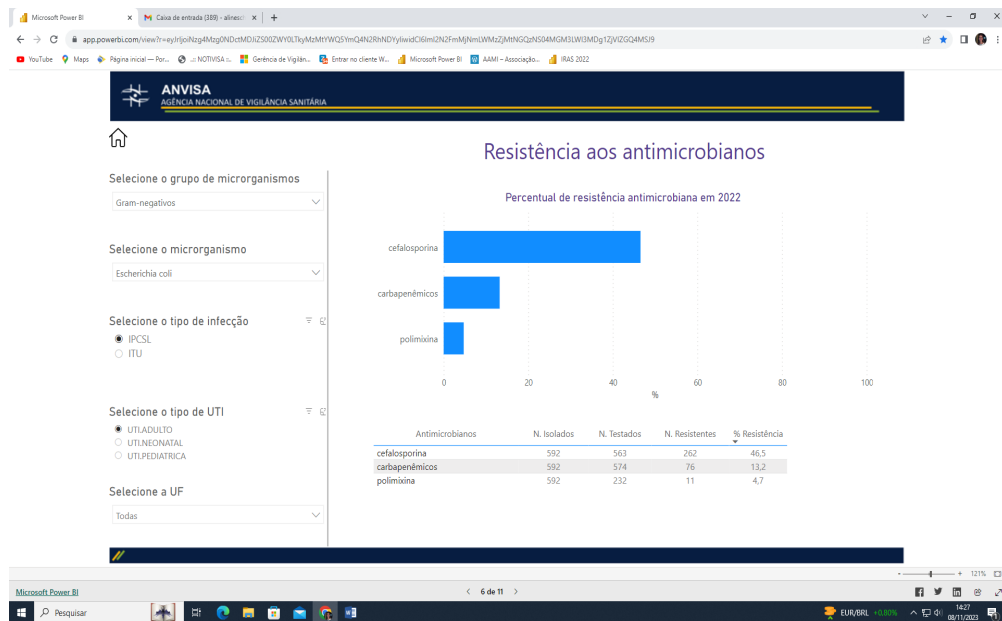 Microsoft Power BI
Caixa de entrada (389) - alinesc
YouTube
Maps
Página inicial — Por...
.:: NOTIVISA ::.
Gerência de Vigilân...
Entrar no cliente W...
Microsoft Power BI
AAMI – Associação...
IRAS 2022
ANVISA
AGÊNCIA NACIONAL DE VIGILÂNCIA SANITÁRIA
Resistência aos antimicrobianos
Selecione o grupo de microrganismos
Gram-negativos
Selecione o microrganismo
Escherichia coli
Selecione o tipo de infecção
IPCSL
ITU
Selecione o tipo de UTI
UTI.ADULTO
UTI.NEONATAL
UTI.PEDIATRICA
Selecione a UF
Todas
Percentual de resistência antimicrobiana em 2022
cefalosporina
carbapenêmicos
polimixina
0 20 40 60 80 100
%
Antimicrobianos N. Isolados N. Testados N. Resistentes % Resistência
cefalosporina 592 563 262 46,5
carbapenêmicos 592 574 76 13,2
polimixina 592 232 11 4,7
- + 121%
Microsoft Power BI
6 de 11
Pesquisar
EUR/BRL +0,80%
14:27
08/11/2023